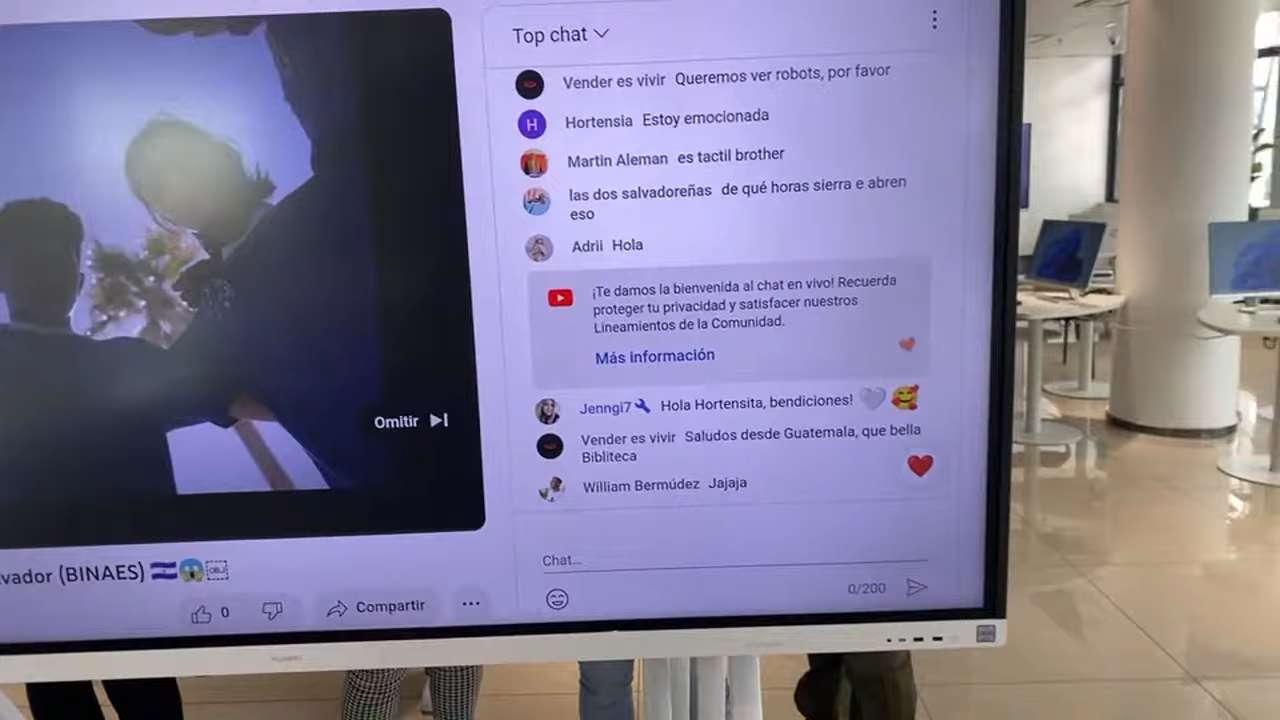 Top chat
Vender es vivir Queremos ver robots, por favor
H
Hortensia Estoy emocionada
Martin Aleman es tactil brother
las dos salvadoreñas de qué horas sierra e abren
eso
Adrii Hola
¡Te damos la bienvenida al chat en vivo! Recuerda
proteger tu privacidad y satisfacer nuestros
Lineamientos de la Comunidad.
Más información
Omitir
Jenngi7 Hola Hortensita, bendiciones!
Vender es vivir Saludos desde Guatemala, que bella
Bibliteca
William Bermúdez Jajaja
Chat...
0/200
vador (BINAES)
OBJ
0
Compartir
HUAWEI